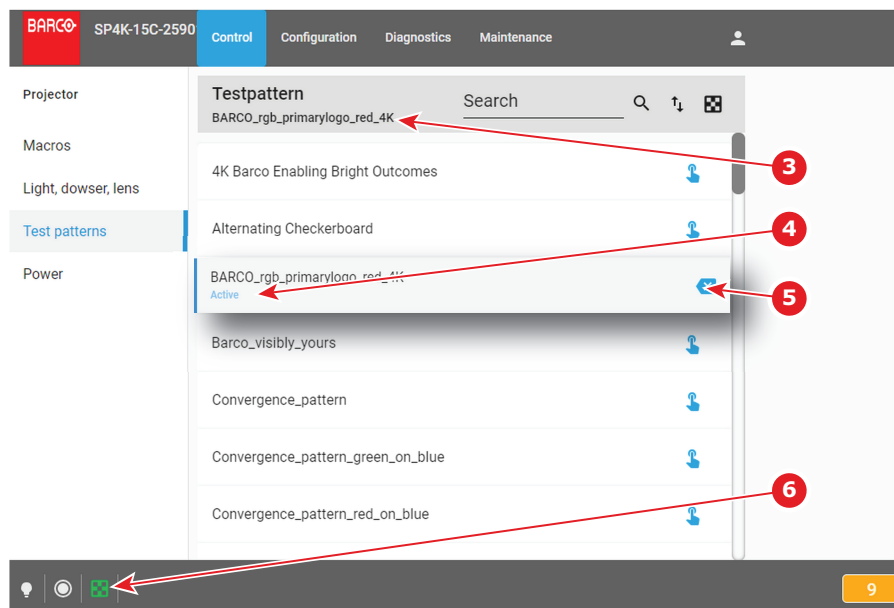 BARCO
SP4K-15C-2590
Control
Configuration
Diagnostics
Maintenance
Projector
Macros
Light, dowser, lens
Test patterns
Power
Testpattern
BARCO_rgb_primarylogo_red_4K
Search
4K Barco Enabling Bright Outcomes
Alternating Checkerboard
BARCO_rgb_primarylogo_red_4K
Active
Barco_visibly_yours
Convergence_pattern
Convergence_pattern_green_on_blue
Convergence_pattern_red_on_blue
3
4
5
6
9